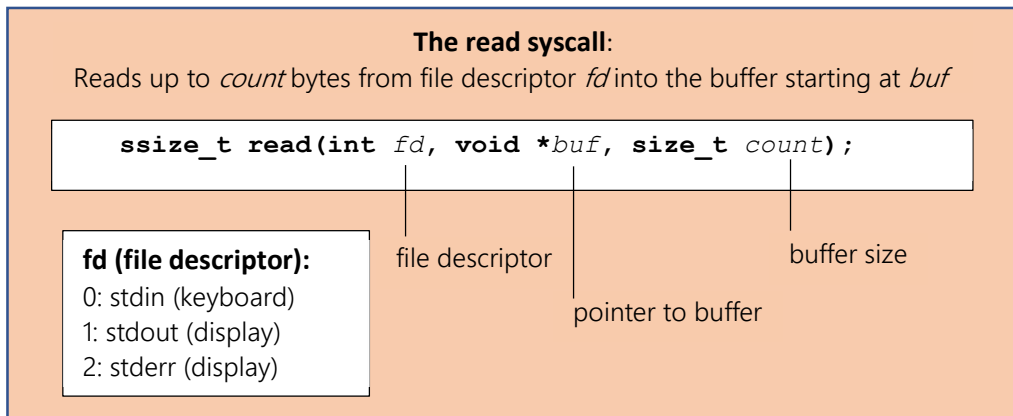 The read syscall:
Reads up to count bytes from file descriptor fd into the buffer starting at buf
ssize_t read(int fd, void *buf, size_t count);
file descriptor
buffer size
pointer to buffer
fd (file descriptor):
0: stdin (keyboard)
1: stdout (display)
2: stderr (display)